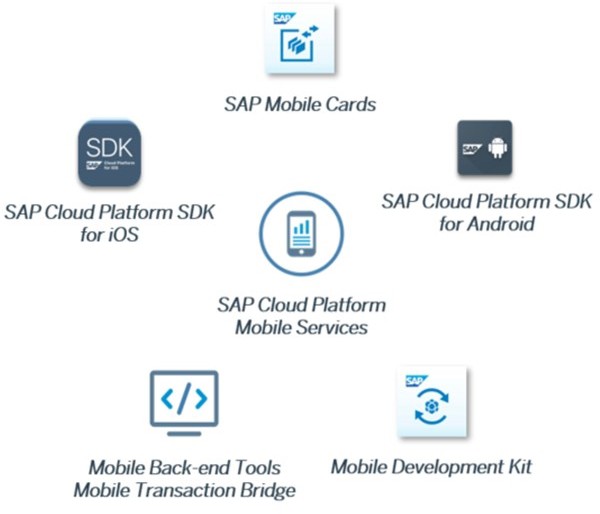 SAP
SAP Mobile Cards
SDK
SAP Cloud Platform
for iOS
SAP
SAP Cloud Platform SDK
for iOS
SAP Cloud Platform SDK
for Android
SAP Cloud Platform
Mobile Services
</>
SAP
Mobile Back-end Tools
Mobile Transaction Bridge
Mobile Development Kit